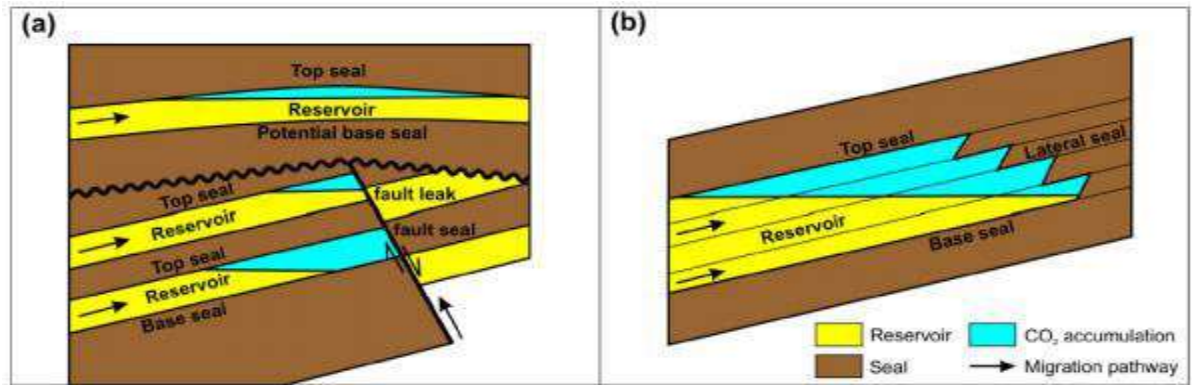 (a)
Top seal
Reservoir
Potential base seal
Top seal
fault leak
Reservoir
fault seal
Top seal
Reservoir
Base seal
(b)
Top seal
Lateral seal
Reservoir
Base seal
Reservoir
CO₂ accumulation
Seal
Migration pathway